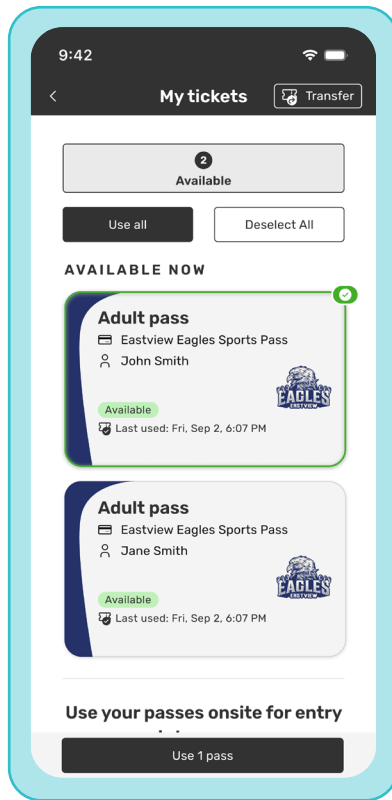 9:42
My tickets
Transfer
2
Available
Use all
Deselect All
AVAILABLE NOW
Adult pass
Eastview Eagles Sports Pass
John Smith
EAGLES
EASTVIEW
Available
Last used: Fri, Sep 2, 6:07 PM
Adult pass
Eastview Eagles Sports Pass
Jane Smith
EAGLES
EASTVIEW
Available
Last used: Fri, Sep 2, 6:07 PM
Use your passes onsite for entry
Use 1 pass